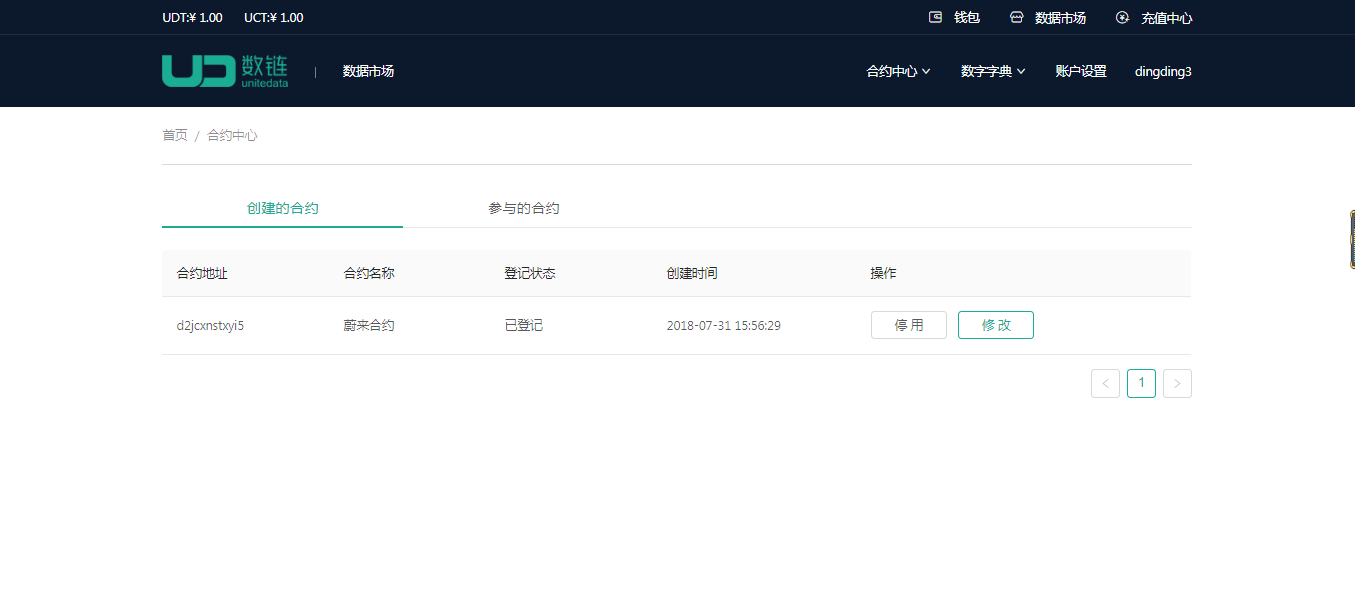 UDT:¥ 1.00 UCT:¥ 1.00 钱包 数据市场 充值中心
UD 数链 unitedata | 数据市场 合约中心 数字字典 账户设置 dingding3
首页 / 合约中心
创建的合约 参与的合约
合约地址 合约名称 登记状态 创建时间 操作
d2jcxnstxyi5 蔚来合约 已登记 2018-07-31 15:56:29 停 用 修 改
< 1 >